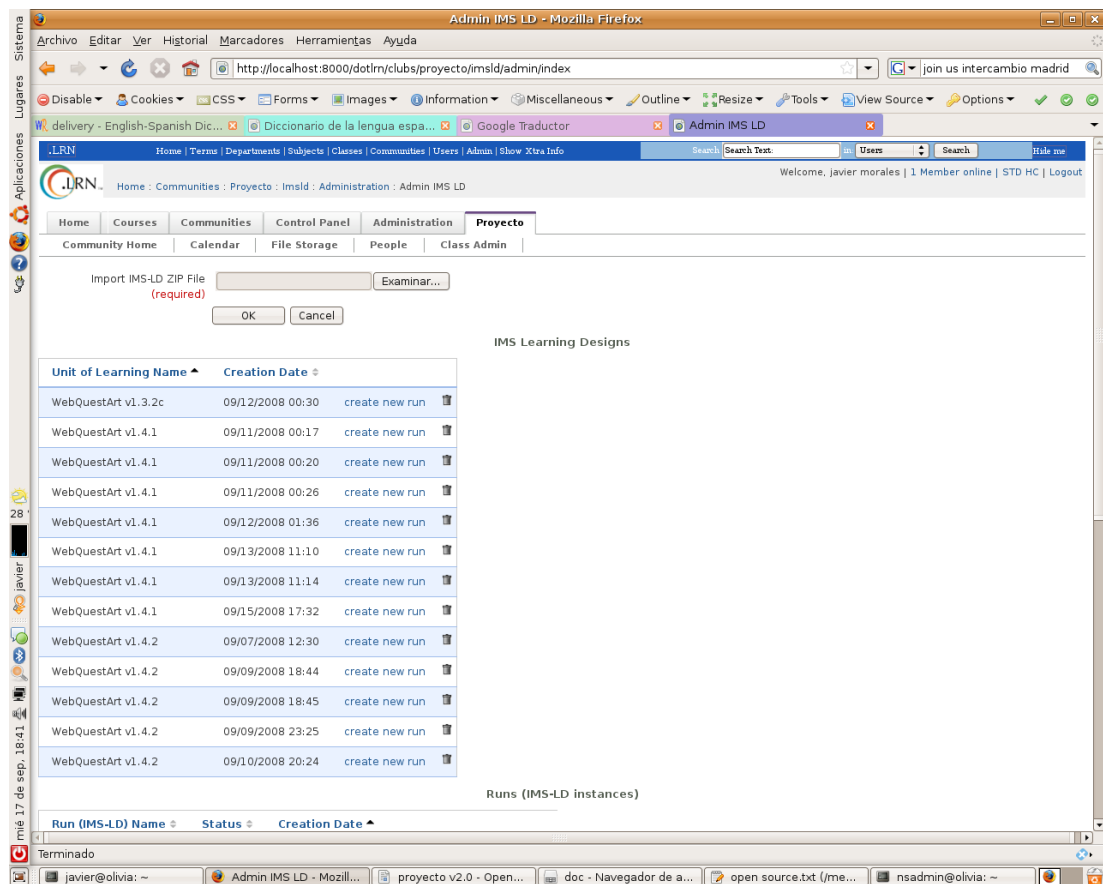 Admin IMS LD - Mozilla Firefox
Archivo Editar Ver Historial Marcadores Herramientas Ayuda
http://localhost:8000/dotlrn/clubs/proyecto/imsld/admin/index
join us intercambio madrid
Disable Cookies CSS Forms Images Information Miscellaneous Outline Resize Tools View Source Options
delivery - English-Spanish Dic... Diccionario de la lengua espa... Google Traductor Admin IMS LD
.LRN Home | Terms | Departments | Subjects | Classes | Communities | Users | Admin | Show Xtra Info Search Search Text: in Users Search Hide me
Welcome, javier morales | 1 Member online | STD HC | Logout
.LRN Home : Communities : Proyecto : Imsld : Administration : Admin IMS LD
Home Courses Communities Control Panel Administration Proyecto
Community Home Calendar File Storage People Class Admin
Import IMS-LD ZIP File Examinar...
(required)
OK Cancel
IMS Learning Designs
Unit of Learning Name Creation Date
WebQuestArt v1.3.2c 09/12/2008 00:30 create new run
WebQuestArt v1.4.1 09/11/2008 00:17 create new run
WebQuestArt v1.4.1 09/11/2008 00:20 create new run
WebQuestArt v1.4.1 09/11/2008 00:26 create new run
WebQuestArt v1.4.1 09/12/2008 01:36 create new run
WebQuestArt v1.4.1 09/13/2008 11:10 create new run
WebQuestArt v1.4.1 09/13/2008 11:14 create new run
WebQuestArt v1.4.1 09/15/2008 17:32 create new run
WebQuestArt v1.4.2 09/07/2008 12:30 create new run
WebQuestArt v1.4.2 09/09/2008 18:44 create new run
WebQuestArt v1.4.2 09/09/2008 18:45 create new run
WebQuestArt v1.4.2 09/09/2008 23:25 create new run
WebQuestArt v1.4.2 09/10/2008 20:24 create new run
Runs (IMS-LD instances)
Run (IMS-LD) Name Status Creation Date
Terminado
javier@olivia: ~ Admin IMS LD - Mozill... proyecto v2.0 - Open... doc - Navegador de a... open source.txt (/me... nsadmin@olivia: ~
Aplicaciones Lugares Sistema
28 °
javier
mié 17 de sep, 18:41